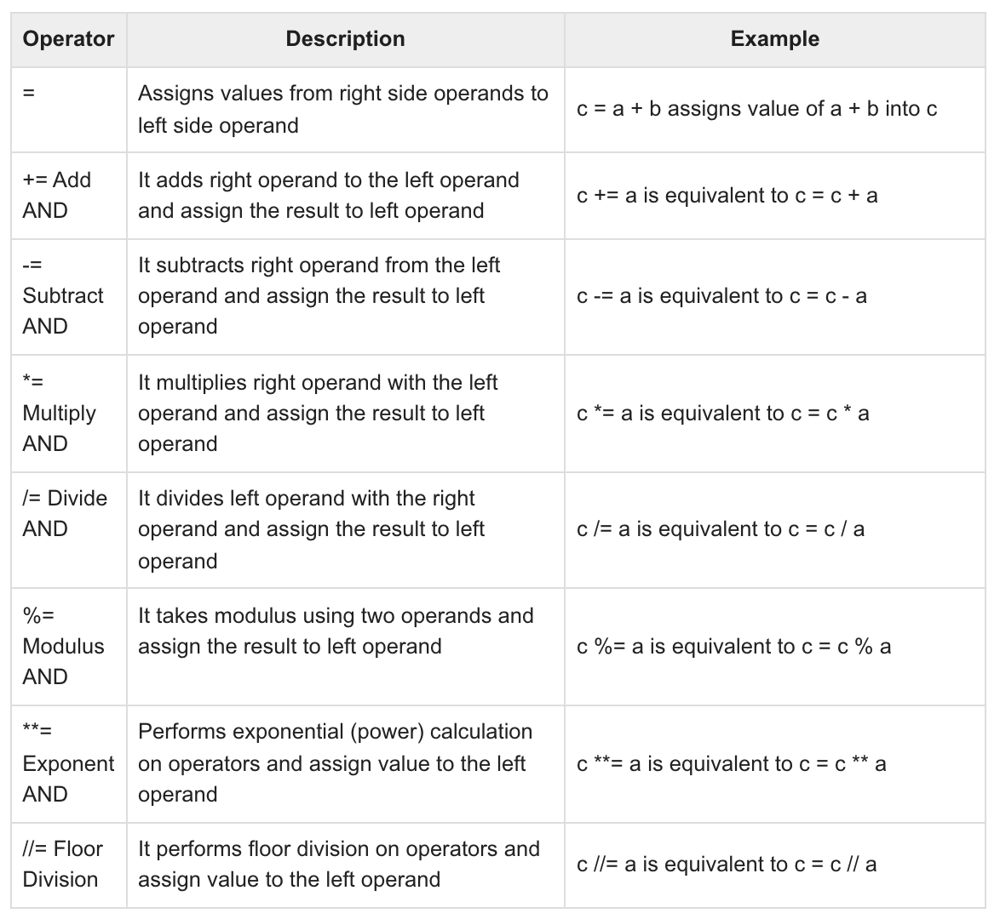 Operator
Description
Example
=
Assigns values from right side operands to
left side operand
c = a + b assigns value of a + b into c
+= Add
AND
It adds right operand to the left operand
and assign the result to left operand
c += a is equivalent to c = c + a
-=
Subtract
AND
It subtracts right operand from the left
operand and assign the result to left
operand
c -= a is equivalent to c = c - a
*=
Multiply
AND
It multiplies right operand with the left
operand and assign the result to left
operand
c *= a is equivalent to c = c * a
/= Divide
AND
It divides left operand with the right
operand and assign the result to left
operand
c /= a is equivalent to c = c / a
%=
Modulus
AND
It takes modulus using two operands and
assign the result to left operand
c %= a is equivalent to c = c % a
**=
Exponent
AND
Performs exponential (power) calculation
on operators and assign value to the left
operand
c **= a is equivalent to c = c ** a
//= Floor
Division
It performs floor division on operators and
assign value to the left operand
c //= a is equivalent to c = c // a